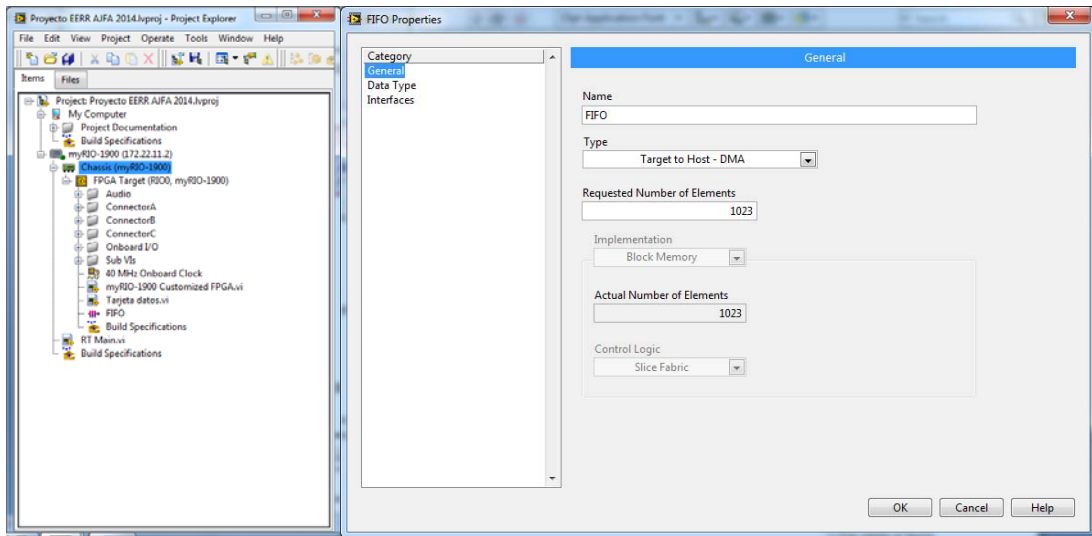 Proyecto EERR AJFA 2014.lvproj - Project Explorer
File Edit View Project Operate Tools Window Help
Items Files
Project: Proyecto EERR AJFA 2014.lvproj
My Computer
Project Documentation
Build Specifications
myRIO-1900 (172.22.11.2)
Chassis (myRIO-1900)
FPGA Target (RIO0, myRIO-1900)
Audio
ConnectorA
ConnectorB
ConnectorC
Onboard I/O
Sub VIs
40 MHz Onboard Clock
myRIO-1900 Customized FPGA.vi
Tarjeta datos.vi
FIFO
Build Specifications
RT Main.vi
Build Specifications
FIFO Properties
Category
General
Data Type
Interfaces
General
Name
FIFO
Type
Target to Host - DMA
Requested Number of Elements
1023
Implementation
Block Memory
Actual Number of Elements
1023
Control Logic
Slice Fabric
OK Cancel Help